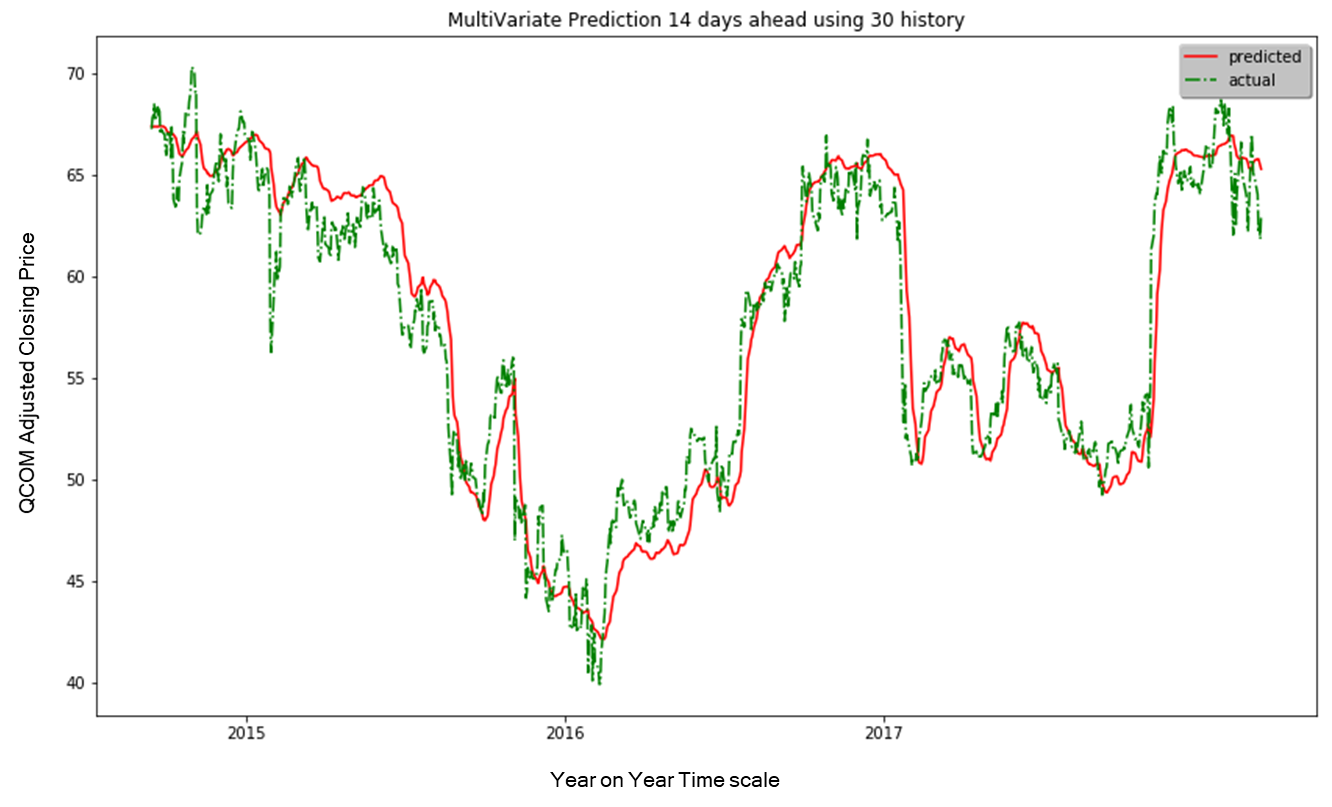 MultiVariate Prediction 14 days ahead using 30 history
predicted
actual
70
65
60
55
50
45
40
QCOM Adjusted Closing Price
2015 2016 2017
Year on Year Time scale